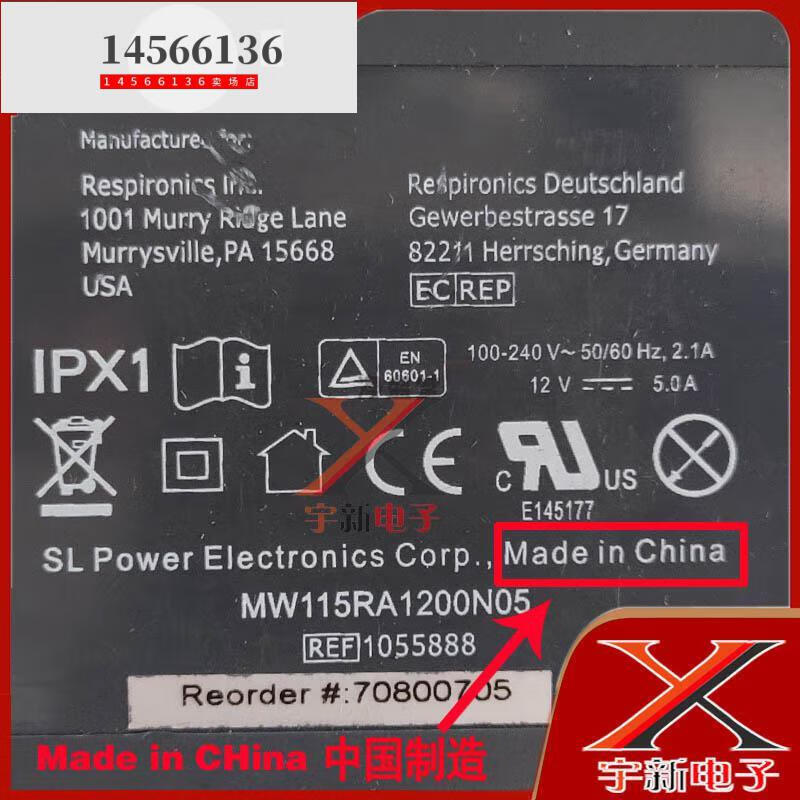 14566136
14566136卖场店
Manufactured for:
Respironics Inc.
1001 Murry Ridge Lane
Murrysville, PA 15668
USA
Respironics Deutschland
Gewerbestrasse 17
82211 Herrsching, Germany
EC REP
IPX1
i
EN
60601-1
100-240 V~ 50/60 Hz, 2.1A
12 V ⎓ 5.0A
CE
c RU US
E145177
宇新电子
SL Power Electronics Corp., Made in China
MW115RA1200N05
REF 1055888
Reorder #:70800705
Made in CHina 中国制造
X
宇新电子